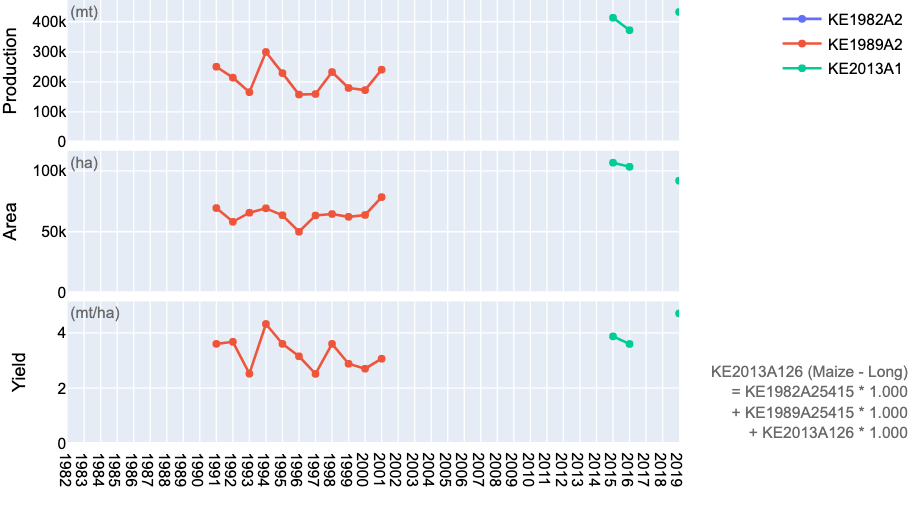 (mt)
400k
300k
200k
100k
0
Production
KE1982A2
KE1989A2
KE2013A1
(ha)
100k
50k
0
Area
(mt/ha)
4
2
0
Yield
KE2013A126 (Maize - Long)
= KE1982A25415 * 1.000
+ KE1989A25415 * 1.000
+ KE2013A126 * 1.000
1982
1983
1984
1985
1986
1987
1988
1989
1990
1991
1992
1993
1994
1995
1996
1997
1998
1999
2000
2001
2002
2003
2004
2005
2006
2007
2008
2009
2010
2011
2012
2013
2014
2015
2016
2017
2018
2019